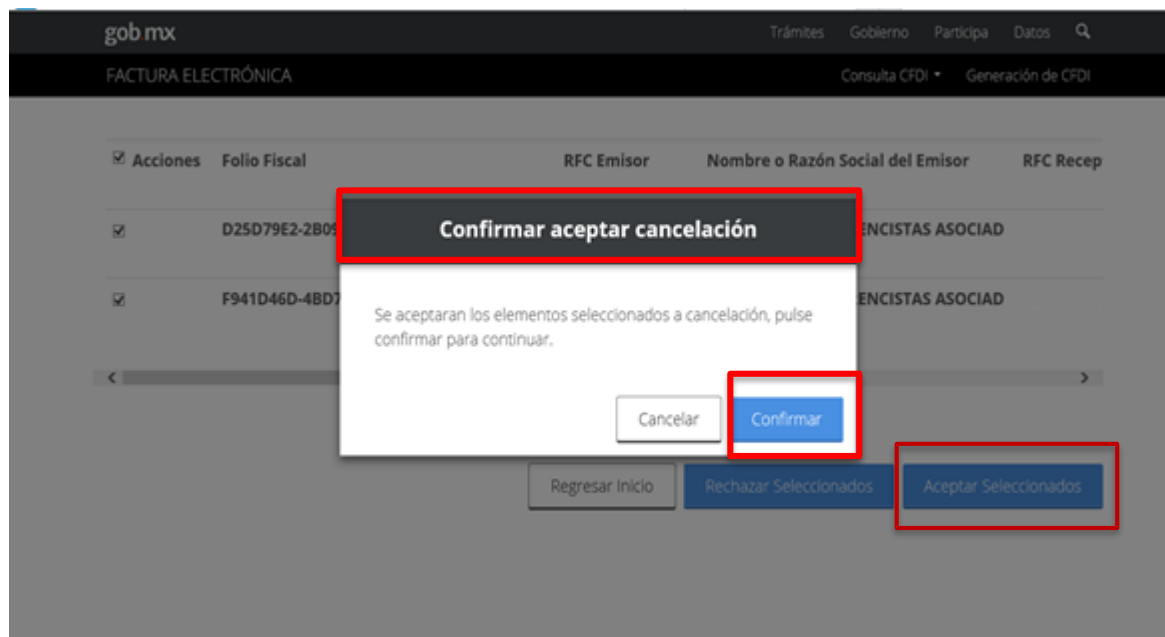 gob.mx Trámites Gobierno Participa Datos
FACTURA ELECTRÓNICA Consulta CFDI Generación de CFDI
Acciones Folio Fiscal RFC Emisor Nombre o Razón Social del Emisor RFC Recep
Confirmar aceptar cancelación
D25D79E2-2B09 ENCISTAS ASOCIAD
F941D46D-4BD7 ENCISTAS ASOCIAD
Se aceptaran los elementos seleccionados a cancelación, pulse
confirmar para continuar.
Cancelar Confirmar
Regresar Inicio Rechazar Seleccionados Aceptar Seleccionados